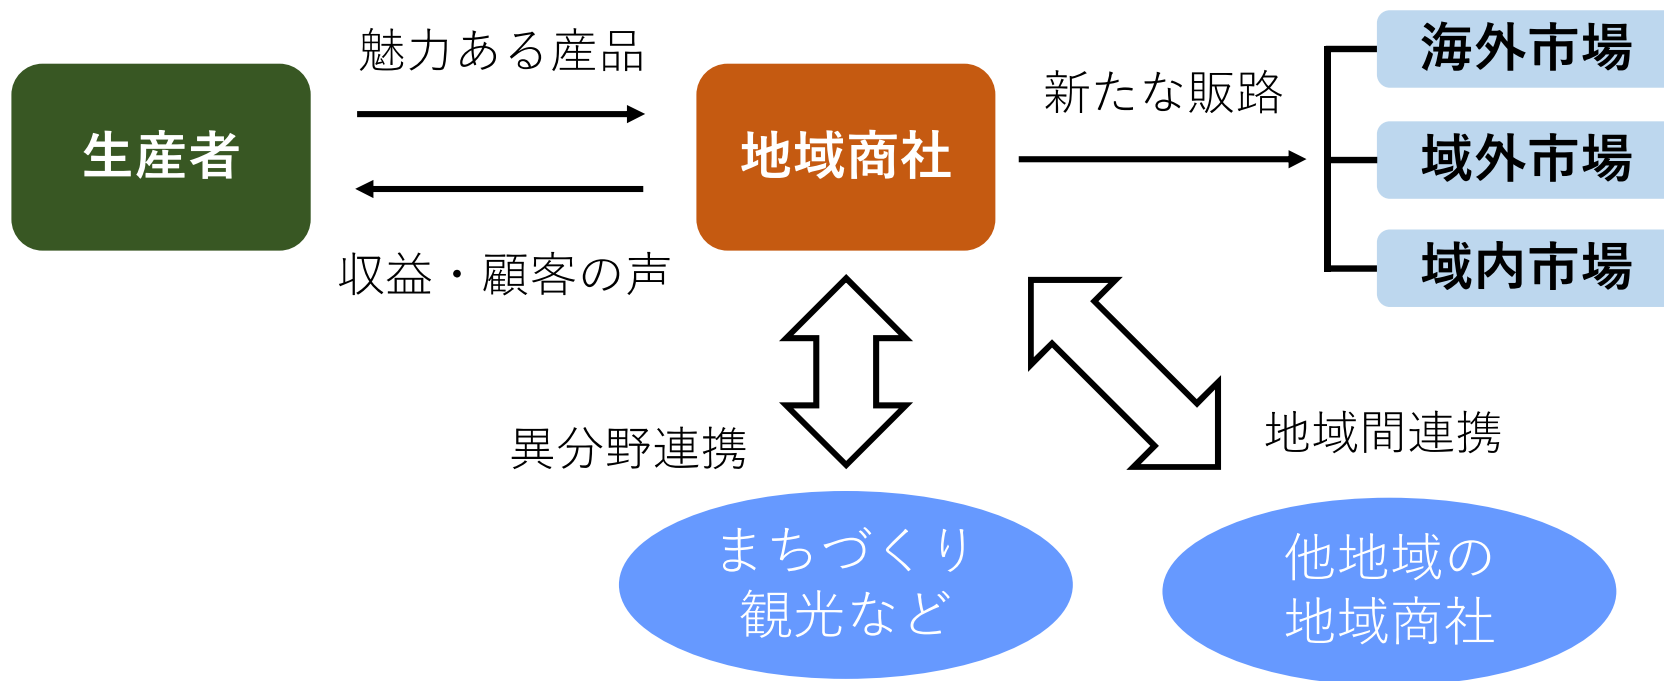 魅力ある産品
生産者
収益・顧客の声
地域商社
新たな販路
海外市場
域外市場
域内市場
異分野連携
地域間連携
まちづくり
観光など
他地域の
地域商社